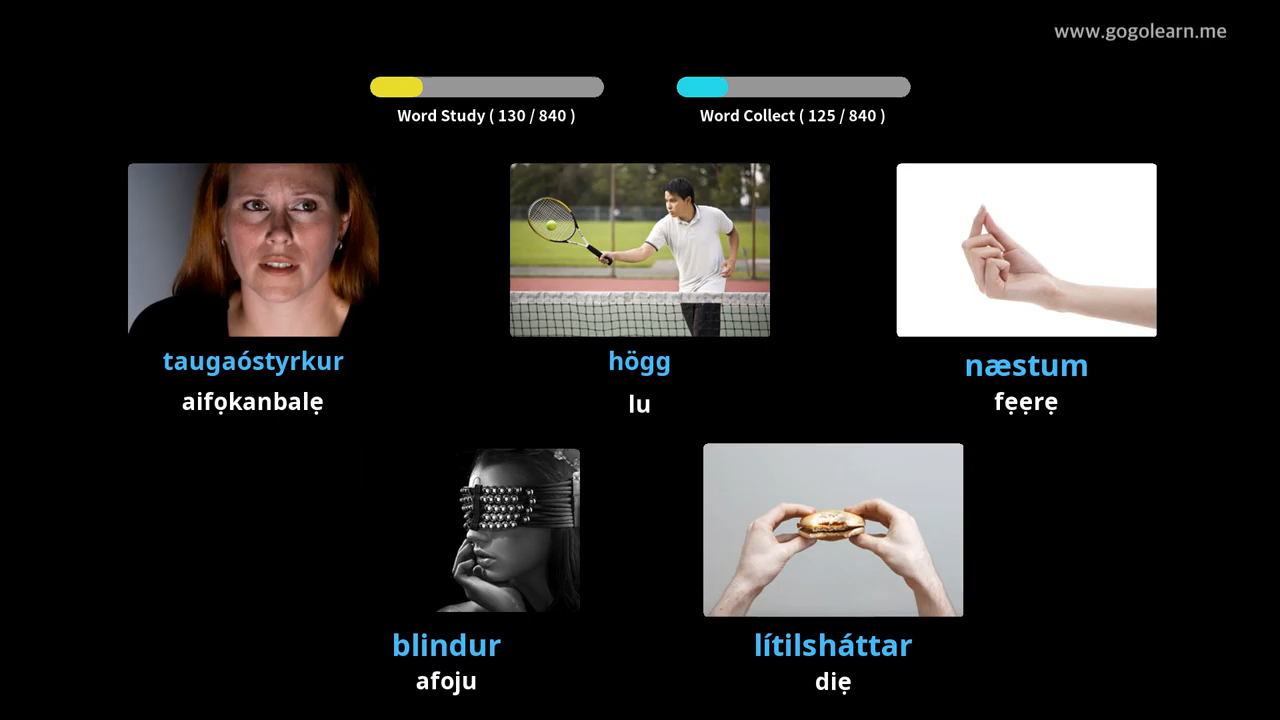 www.gogolearn.me
Word Study ( 130 / 840 )
Word Collect ( 125 / 840 )
taugaóstyrkur
högg
næstum
aifọkanbalẹ
lu
fẹẹrẹ
blindur
lítilsháttar
afoju
diẹ